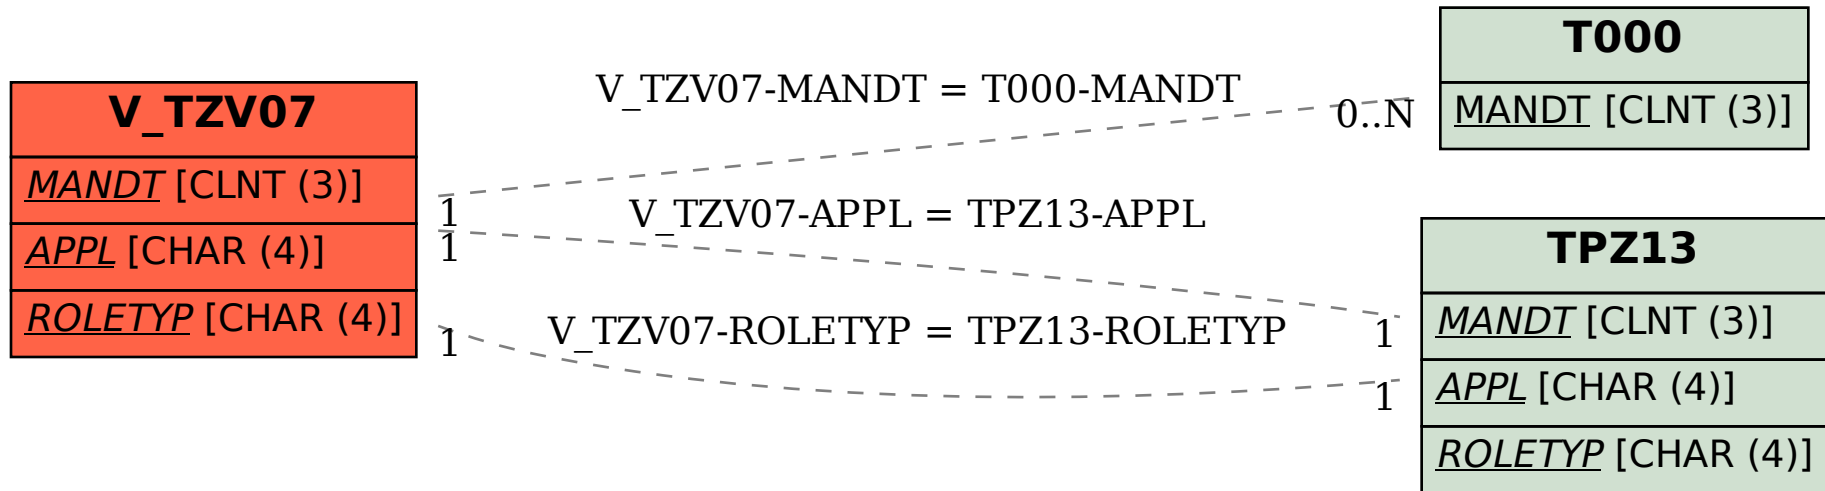 V_TZV07
MANDT [CLNT (3)]
APPL [CHAR (4)]
ROLETYP [CHAR (4)]
V_TZV07-MANDT = T000-MANDT
1
0..N
V_TZV07-APPL = TPZ13-APPL
1
1
V_TZV07-ROLETYP = TPZ13-ROLETYP
1
1
T000
MANDT [CLNT (3)]
TPZ13
MANDT [CLNT (3)]
APPL [CHAR (4)]
ROLETYP [CHAR (4)]